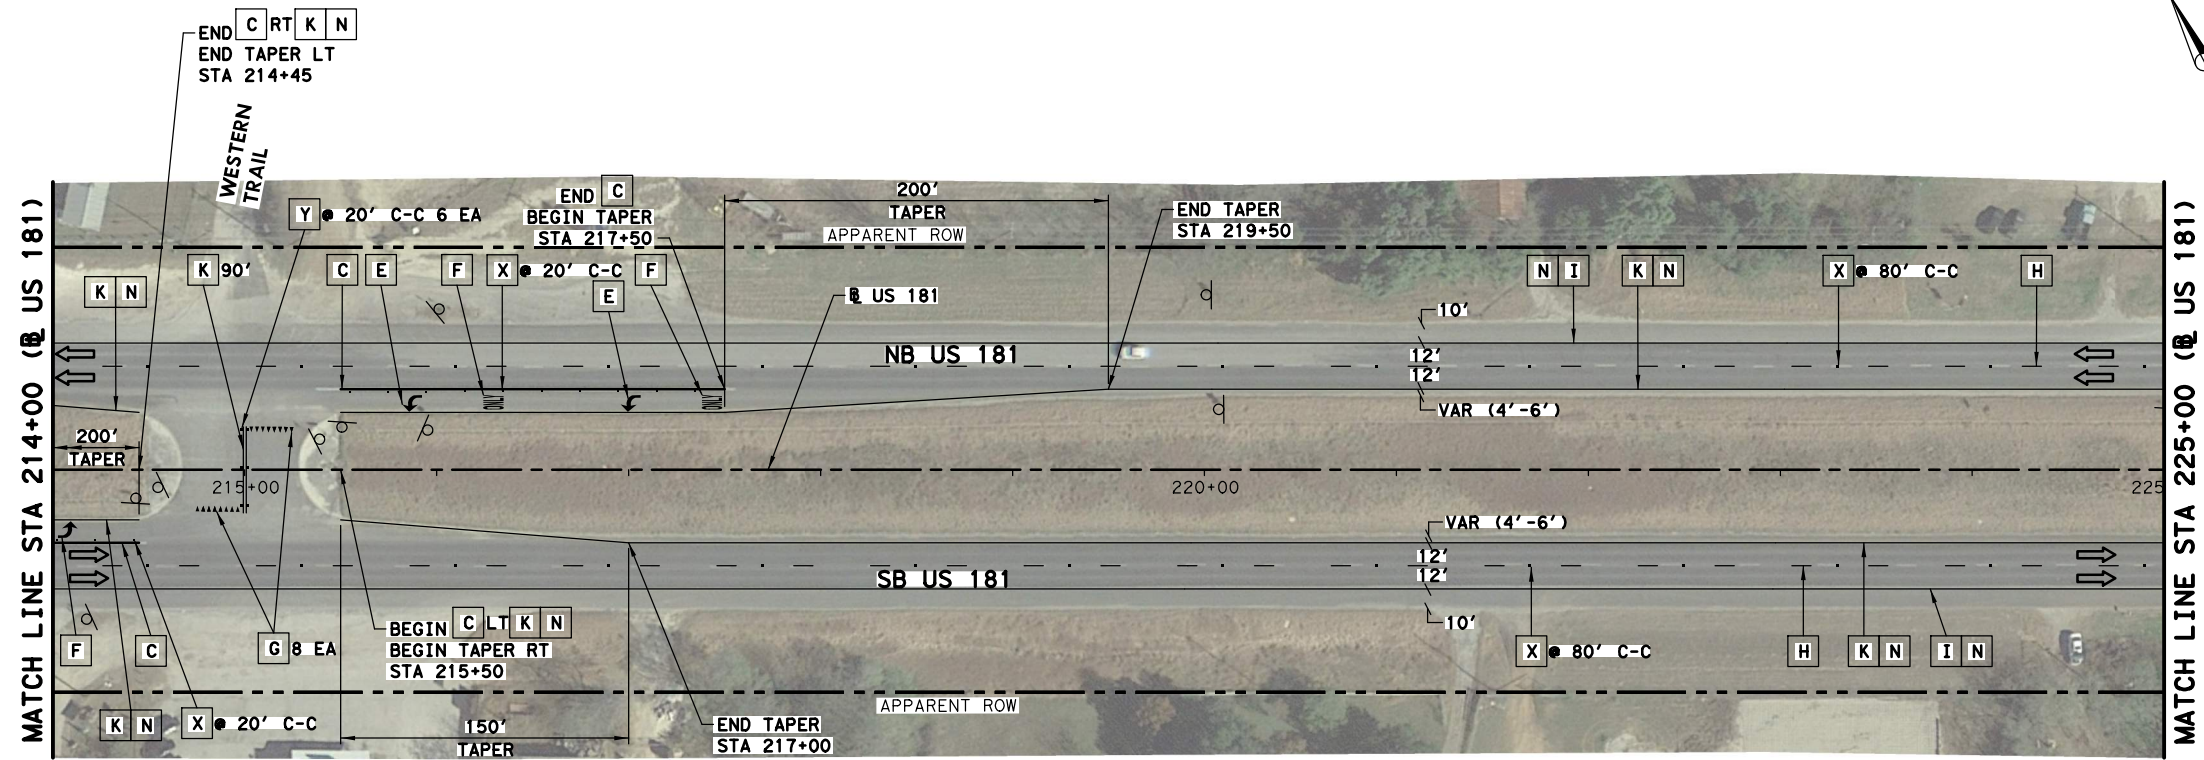 END C RT K N
END TAPER LT
STA 214+45
WESTERN
TRAIL
Y @ 20' C-C 6 EA
END C
BEGIN TAPER
STA 217+50
200'
TAPER
APPARENT ROW
END TAPER
STA 219+50
K N
K 90'
C
E
F
X @ 20' C-C
F
E
℄ US 181
N I
K N
X @ 80' C-C
H
10'
NB US 181
12'
12'
VAR (4'-6')
200'
TAPER
215+00
220+00
225
VAR (4'-6')
12'
12'
SB US 181
10'
F
C
G 8 EA
BEGIN C LT K N
BEGIN TAPER RT
STA 215+50
X @ 80' C-C
H
K N
I N
K N
X @ 20' C-C
150'
TAPER
END TAPER
STA 217+00
APPARENT ROW
MATCH LINE STA 214+00 (℄ US 181)
MATCH LINE STA 225+00 (℄ US 181)
ONLY
ONLY